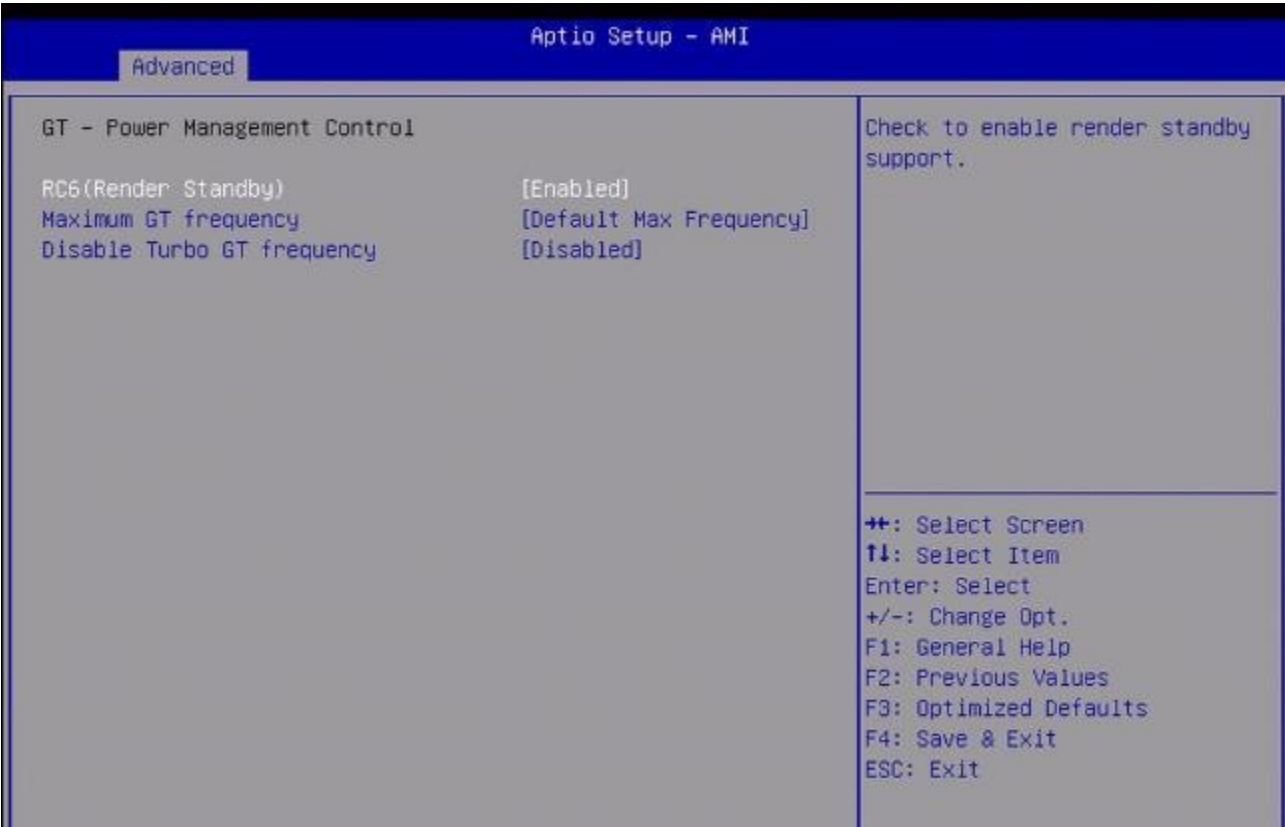 Aptio Setup – AMI
Advanced
GT – Power Management Control
RC6(Render Standby) [Enabled]
Maximum GT frequency [Default Max Frequency]
Disable Turbo GT frequency [Disabled]
Check to enable render standby
support.
→←: Select Screen
↑↓: Select Item
Enter: Select
+/-: Change Opt.
F1: General Help
F2: Previous Values
F3: Optimized Defaults
F4: Save & Exit
ESC: Exit